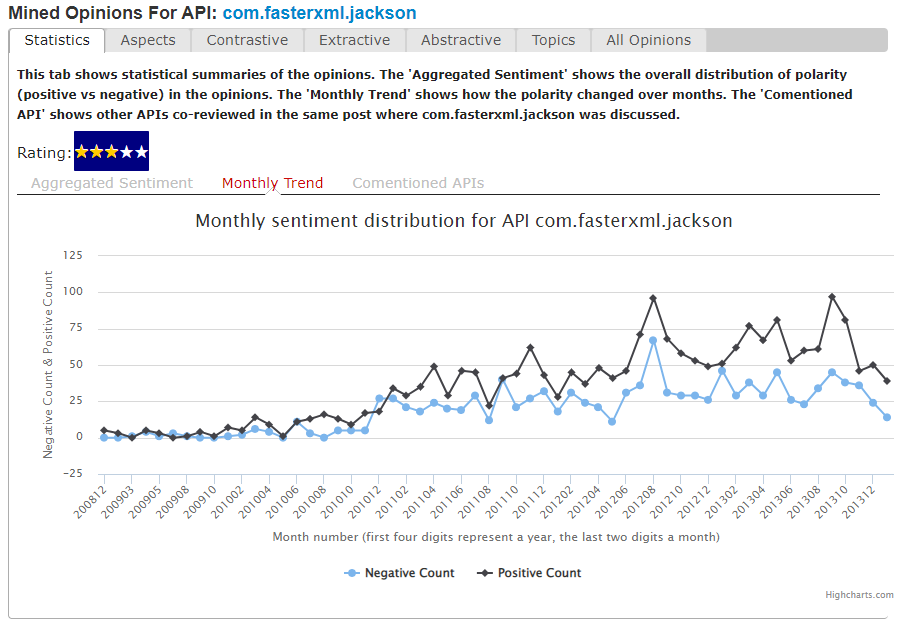 Mined Opinions For API: com.fasterxml.jackson
Statistics Aspects Contrastive Extractive Abstractive Topics All Opinions
This tab shows statistical summaries of the opinions. The 'Aggregated Sentiment' shows the overall distribution of polarity
(positive vs negative) in the opinions. The 'Monthly Trend' shows how the polarity changed over months. The 'Comentioned
API' shows other APIs co-reviewed in the same post where com.fasterxml.jackson was discussed.
Rating:
Aggregated Sentiment Monthly Trend Comentioned APIs
Monthly sentiment distribution for API com.fasterxml.jackson
Negative Count & Positive Count
125
100
75
50
25
0
-25
200812 200903 200905 200908 200910 201002 201004 201006 201008 201010 201012 201102 201104 201106 201108 201110 201112 201202 201204 201206 201208 201210 201212 201302 201304 201306 201308 201310 201312
Month number (first four digits represent a year, the last two digits a month)
Negative Count Positive Count
Highcharts.com